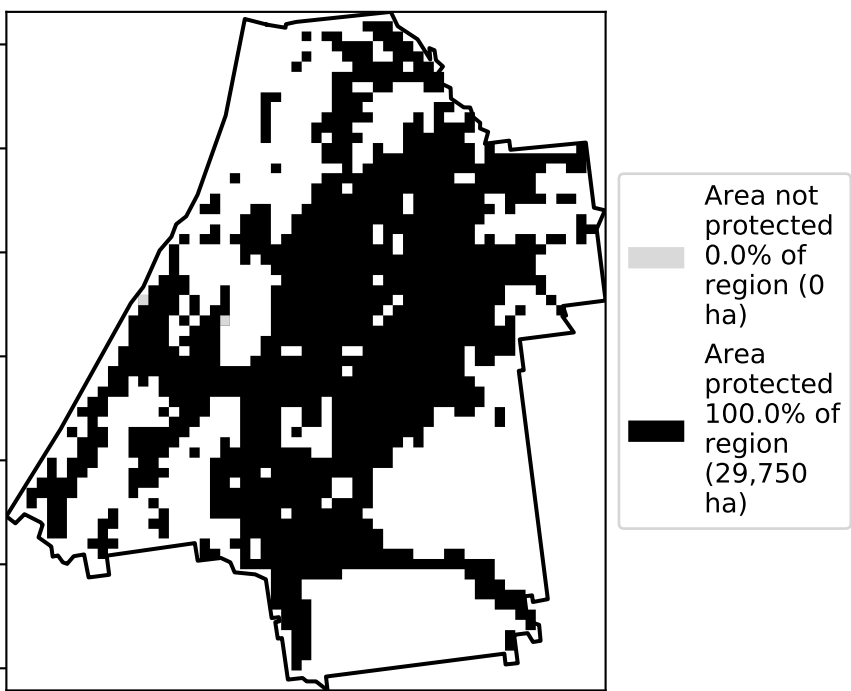 Area not
protected
0.0% of
region (0
ha)
Area
protected
100.0% of
region
(29,750
ha)